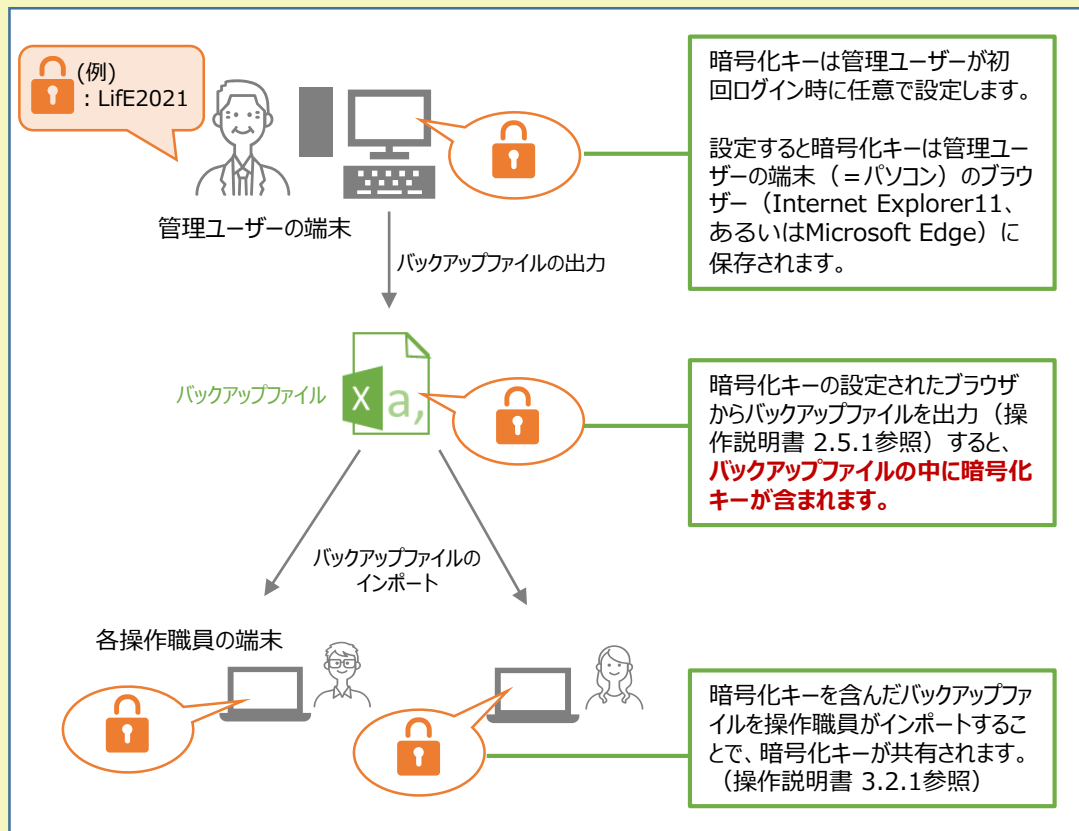 (例)
：LifE2021
暗号化キーは管理ユーザーが初
回ログイン時に任意で設定します。
設定すると暗号化キーは管理ユー
ザーの端末（＝パソコン）のブラウ
ザー（Internet Explorer11、
あるいはMicrosoft Edge）に
保存されます。
管理ユーザーの端末
バックアップファイルの出力
バックアップファイル
X a,
暗号化キーの設定されたブラウザ
からバックアップファイルを出力（操
作説明書 2.5.1参照）すると、
バックアップファイルの中に暗号化
キーが含まれます。
バックアップファイルの
インポート
各操作職員の端末
暗号化キーを含んだバックアップファ
イルを操作職員がインポートするこ
とで、暗号化キーが共有されます。
（操作説明書 3.2.1参照）